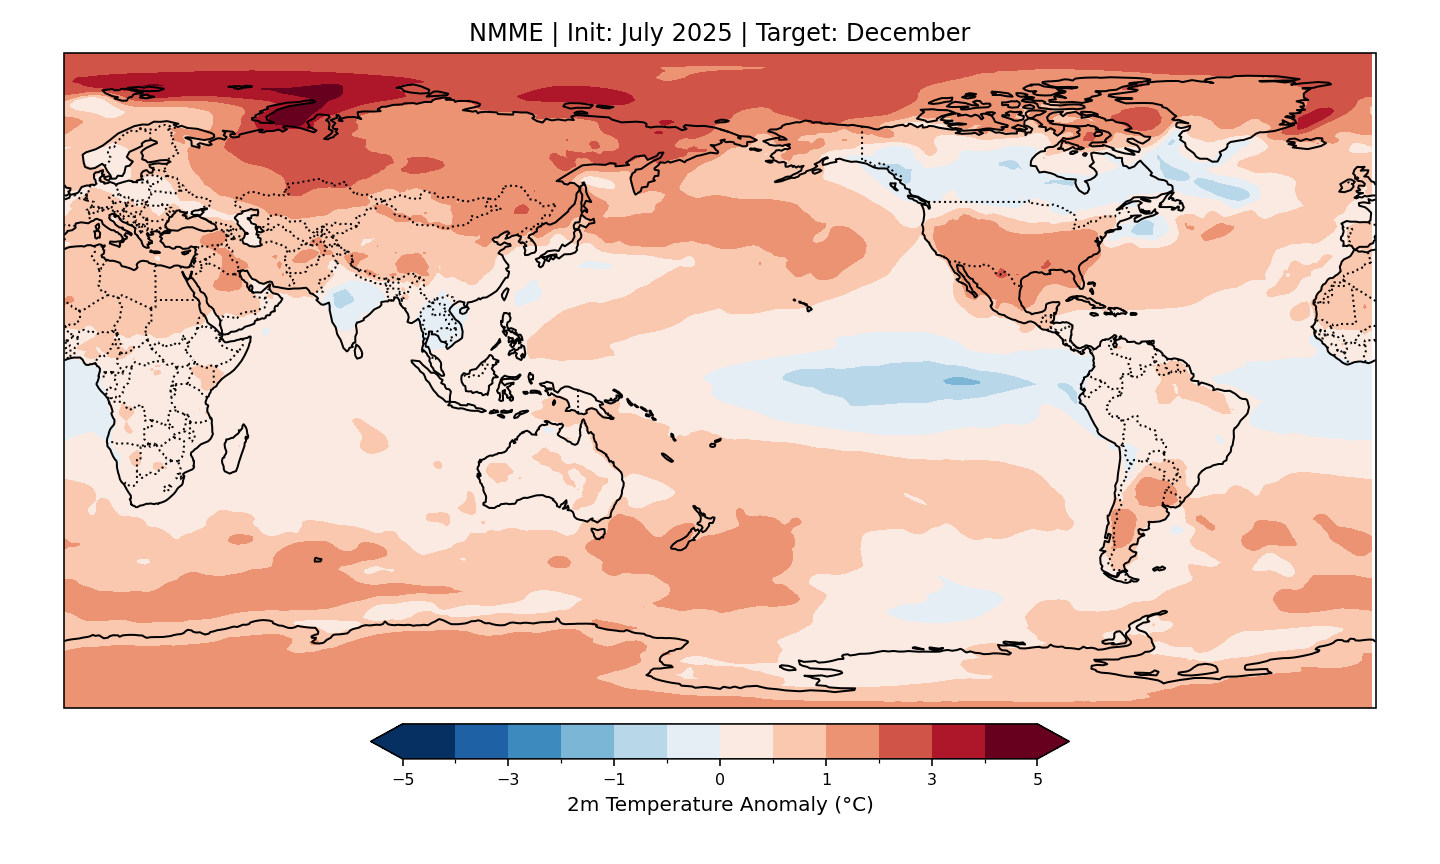 NMME | Init: July 2025 | Target: December
−5 −3 −1 0 1 3 5
2m Temperature Anomaly (°C)